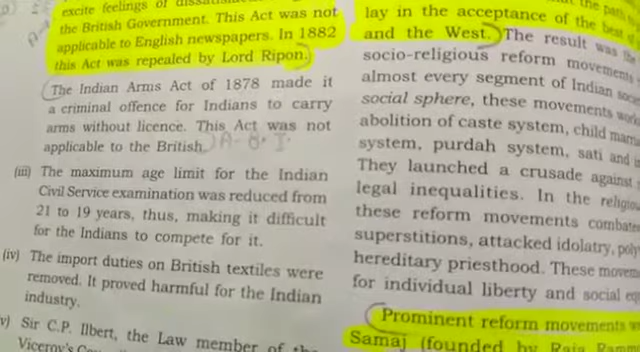 excite feelings of
the British Government. This Act was not
applicable to English newspapers. In 1882
this Act was repealed by Lord Ripon.
The Indian Arms Act of 1878 made it
a criminal offence for Indians to carry
arms without licence. This Act was not
applicable to the British.
(iii) The maximum age limit for the Indian
Civil Service examination was reduced from
21 to 19 years, thus, making it difficult
for the Indians to compete for it.
(iv) The import duties on British textiles were
removed. It proved harmful for the Indian
industry.
v) Sir C.P. Ilbert, the Law member of
Viceroy's
lay in the acceptance of the best
and the West. The result was
socio-religious reform movements
almost every segment of Indian
social sphere, these movements
abolition of caste system, child
system, purdah system, sati and
They launched a crusade against
legal inequalities. In the
these reform movements
superstitions, attacked idolatry,
hereditary priesthood. These
for individual liberty and social
Prominent reform movements
Samaj (founded by Raja